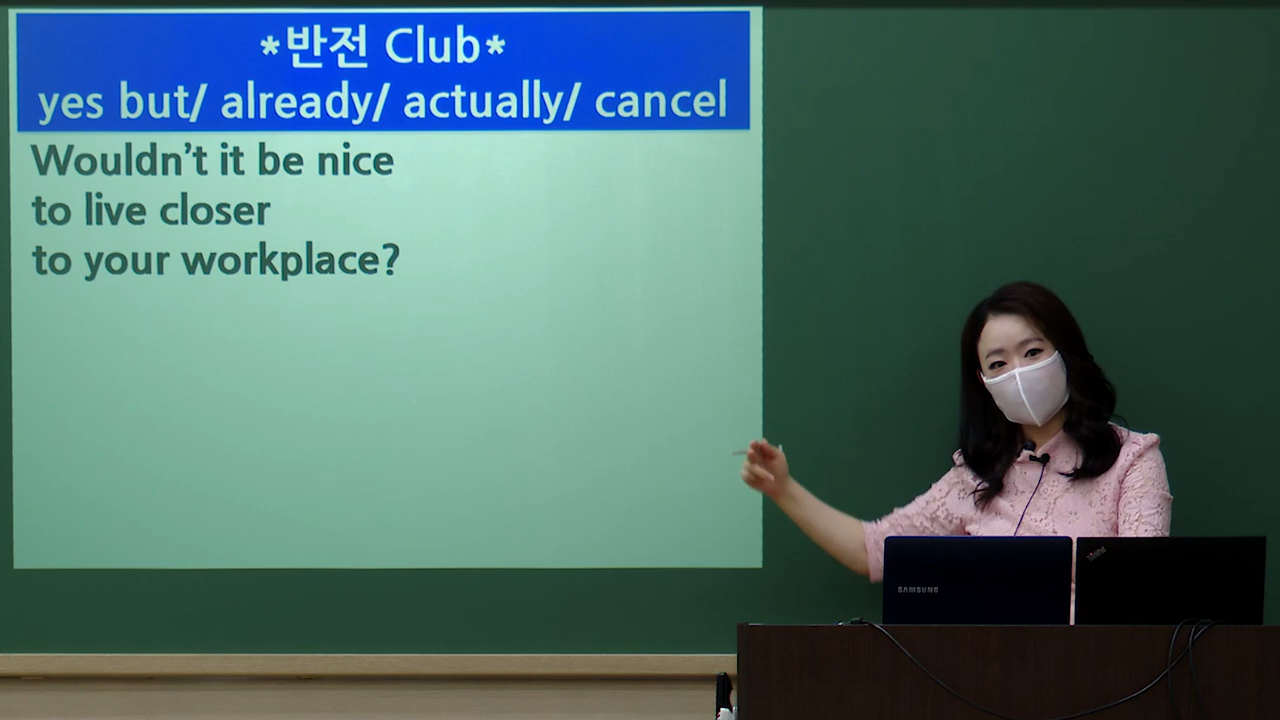 *반전 Club*
yes but/ already/ actually/ cancel
Wouldn't it be nice
to live closer
to your workplace?
SAMSUNG
ThinkPad